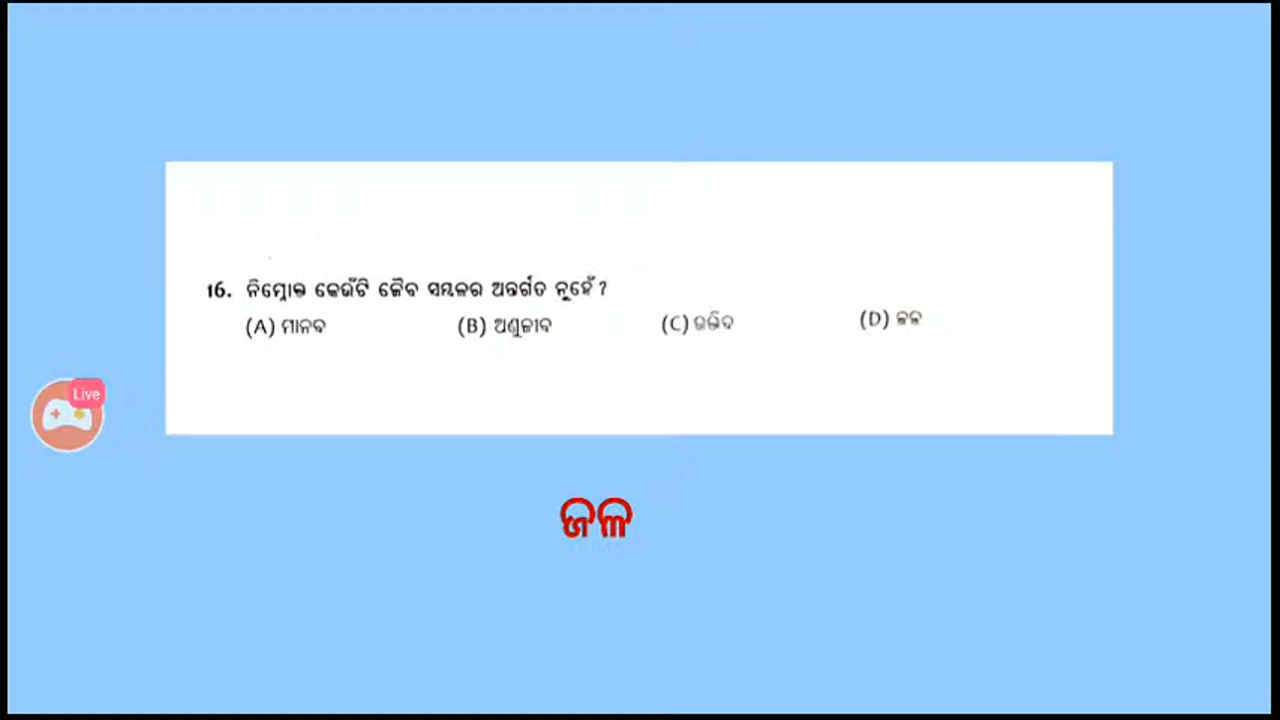 16. ନିମ୍ନୋକ୍ତ କେଉଁଟି ଜୈବ ସମ୍ବଳର ଅନ୍ତର୍ଗତ ନୁହେଁ ?
(A) ମାନବ (B) ଅଣୁଜୀବ (C) ଉଦ୍ଭିଦ (D) ଜଳ
Live
ଜଳ